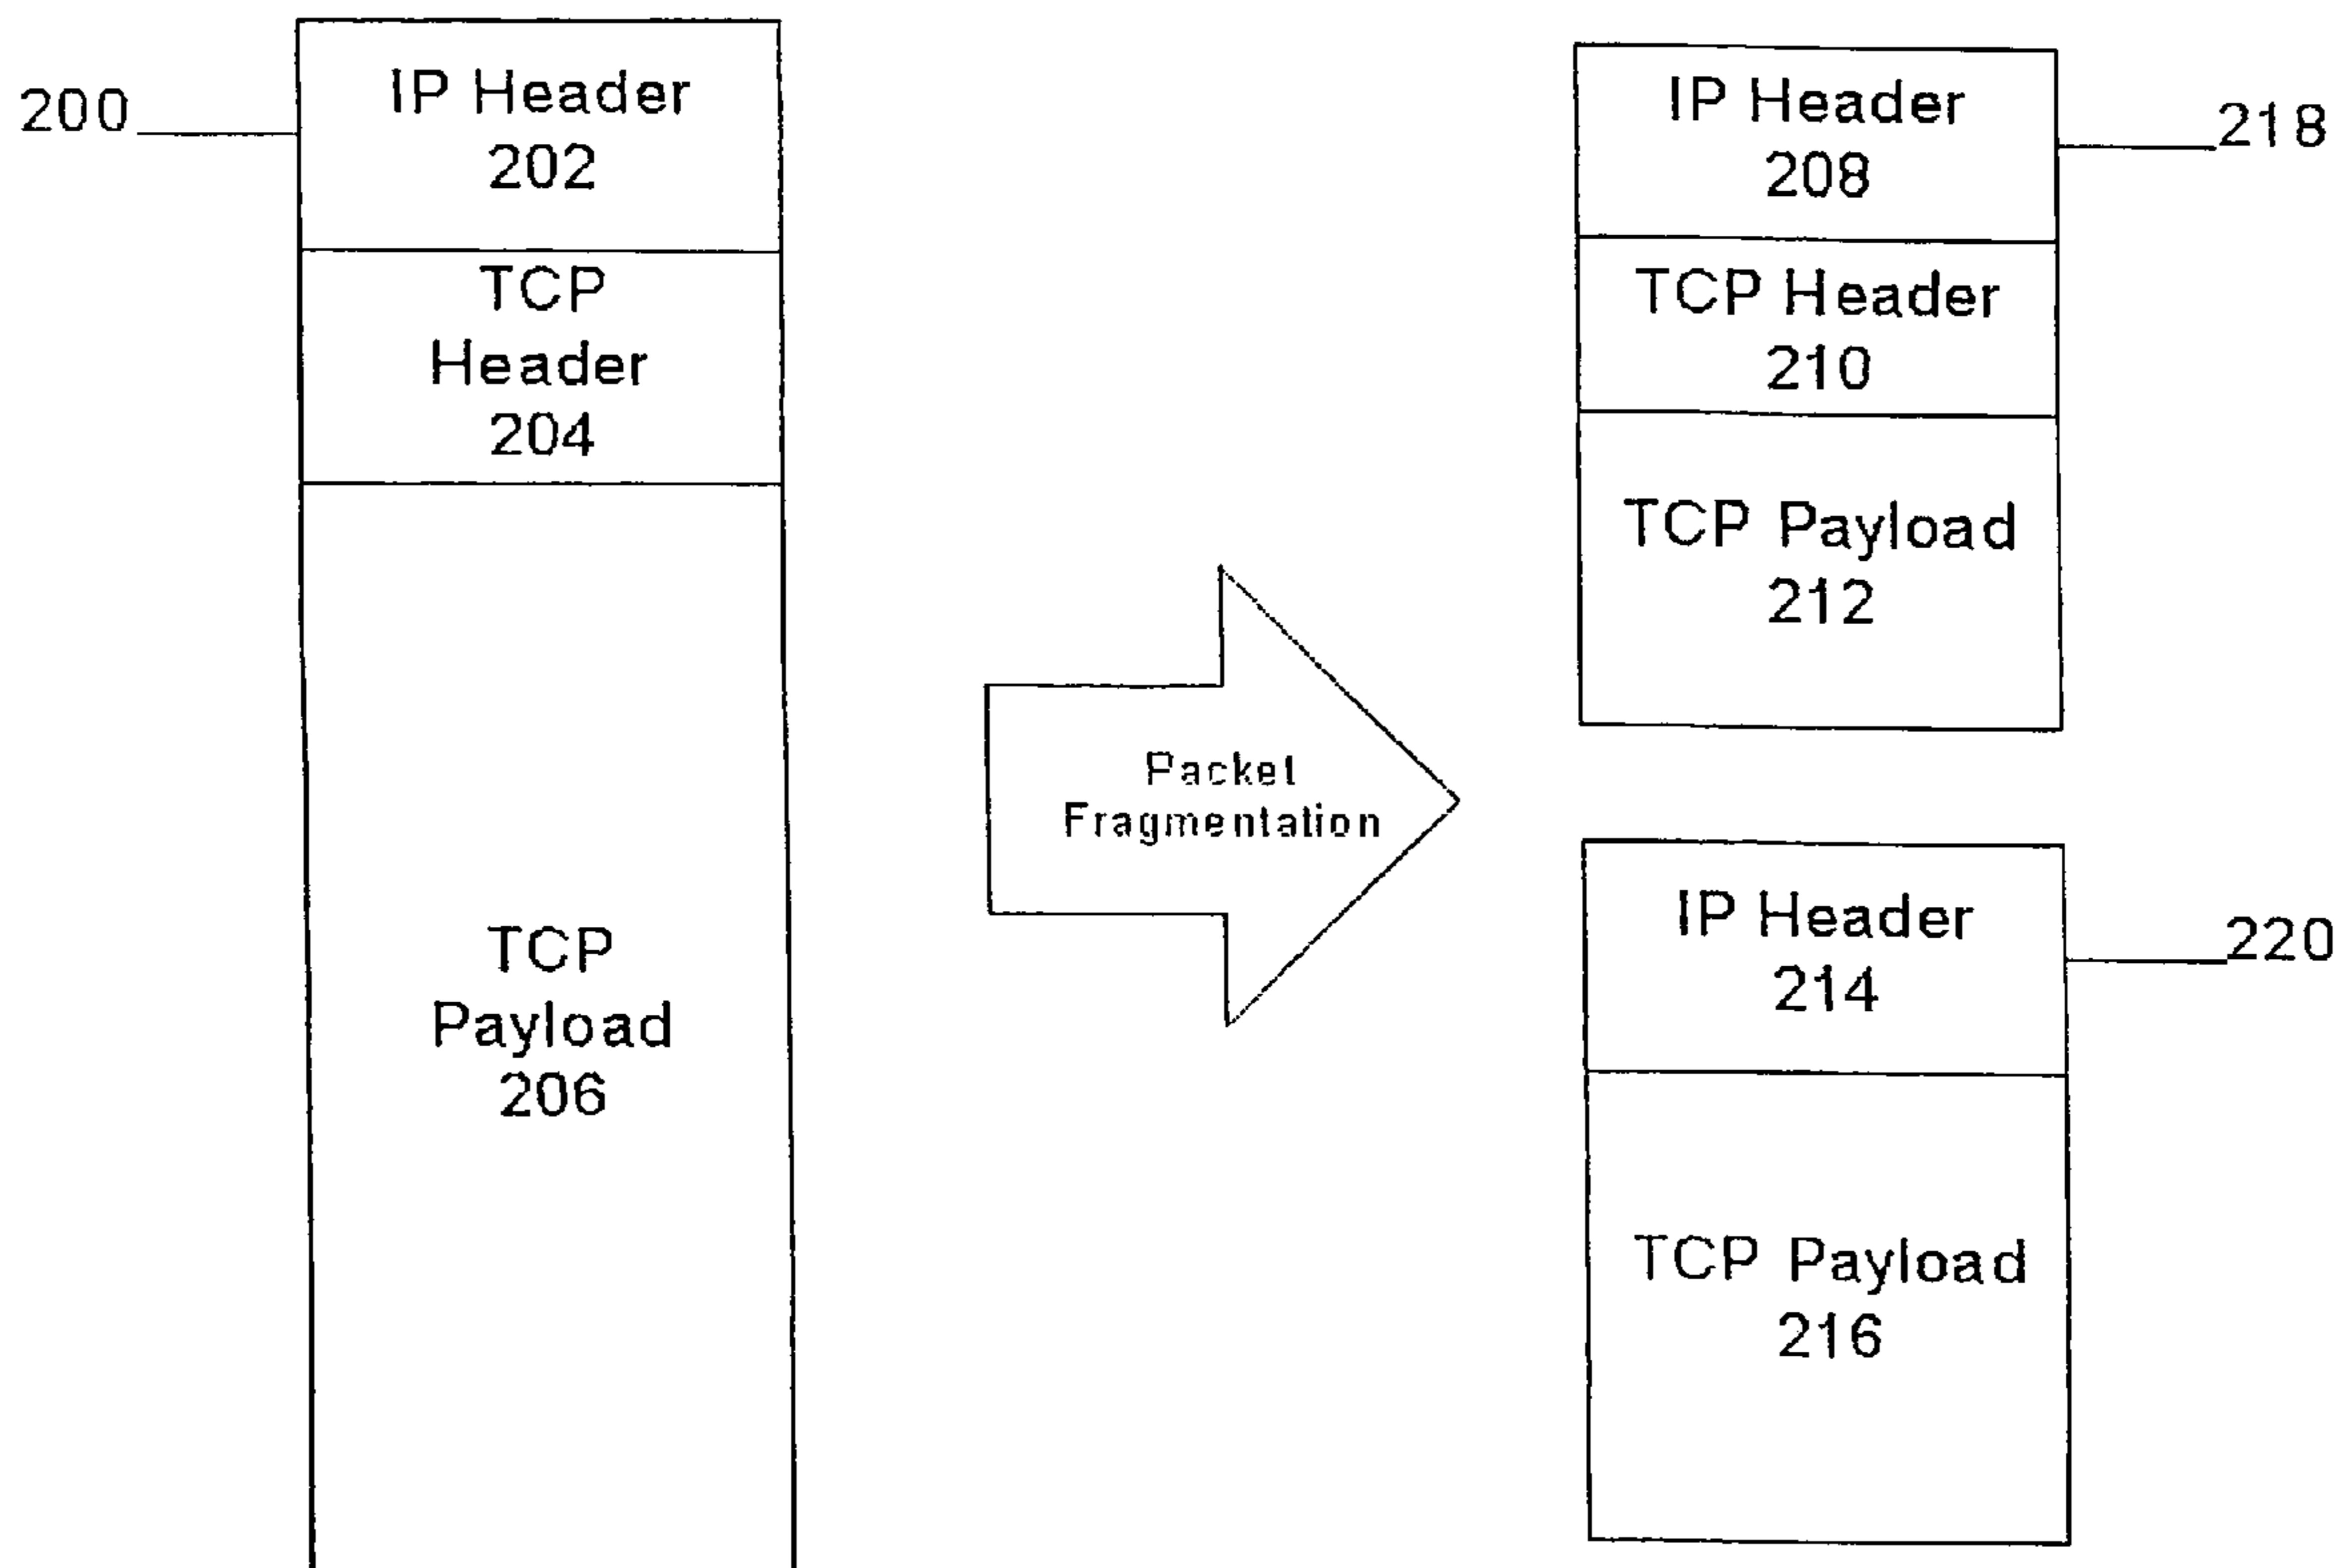 200
IP Header
202
TCP
Header
204
TCP
Payload
206
Packet
Fragmentation
IP Header
208
218
TCP Header
210
TCP Payload
212
IP Header
214
220
TCP Payload
216